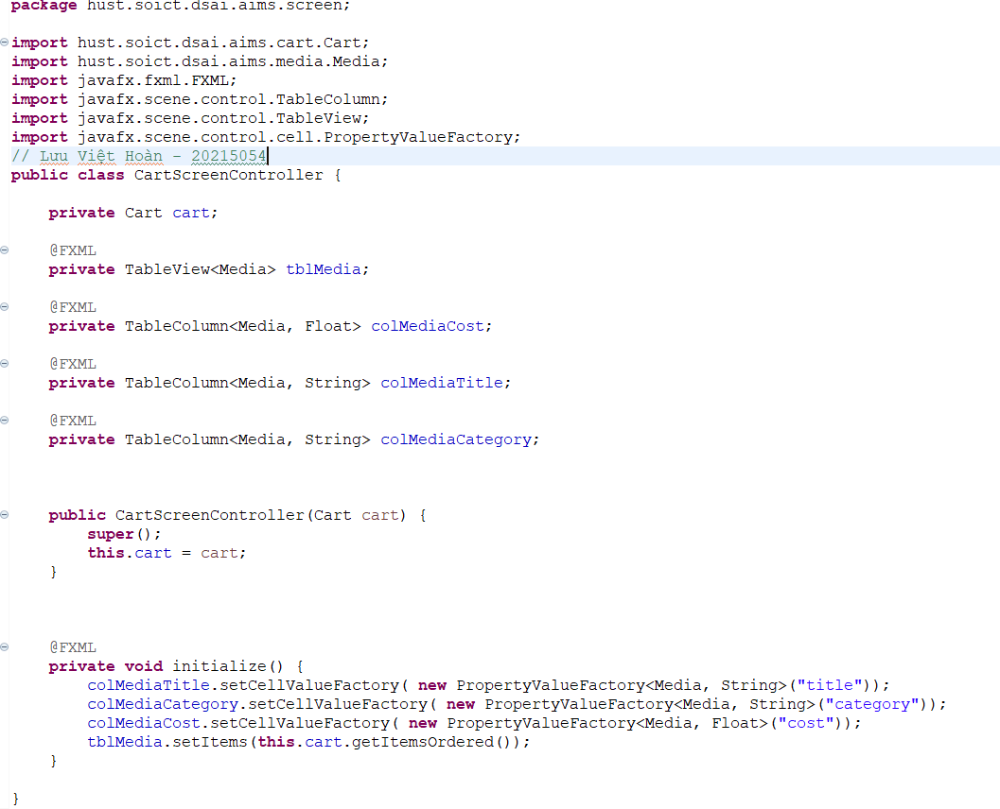 package hust.soict.dsai.aims.screen;
import hust.soict.dsai.aims.cart.Cart;
import hust.soict.dsai.aims.media.Media;
import javafx.fxml.FXML;
import javafx.scene.control.TableColumn;
import javafx.scene.control.TableView;
import javafx.scene.control.cell.PropertyValueFactory;
// Lưu Việt Hoàn - 20215054
public class CartScreenController {
private Cart cart;
@FXML
private TableView<Media> tblMedia;
@FXML
private TableColumn<Media, Float> colMediaCost;
@FXML
private TableColumn<Media, String> colMediaTitle;
@FXML
private TableColumn<Media, String> colMediaCategory;
public CartScreenController(Cart cart) {
super();
this.cart = cart;
}
@FXML
private void initialize() {
colMediaTitle.setCellValueFactory( new PropertyValueFactory<Media, String>("title"));
colMediaCategory.setCellValueFactory( new PropertyValueFactory<Media, String>("category"));
colMediaCost.setCellValueFactory( new PropertyValueFactory<Media, Float>("cost"));
tblMedia.setItems(this.cart.getItemsOrdered());
}
}